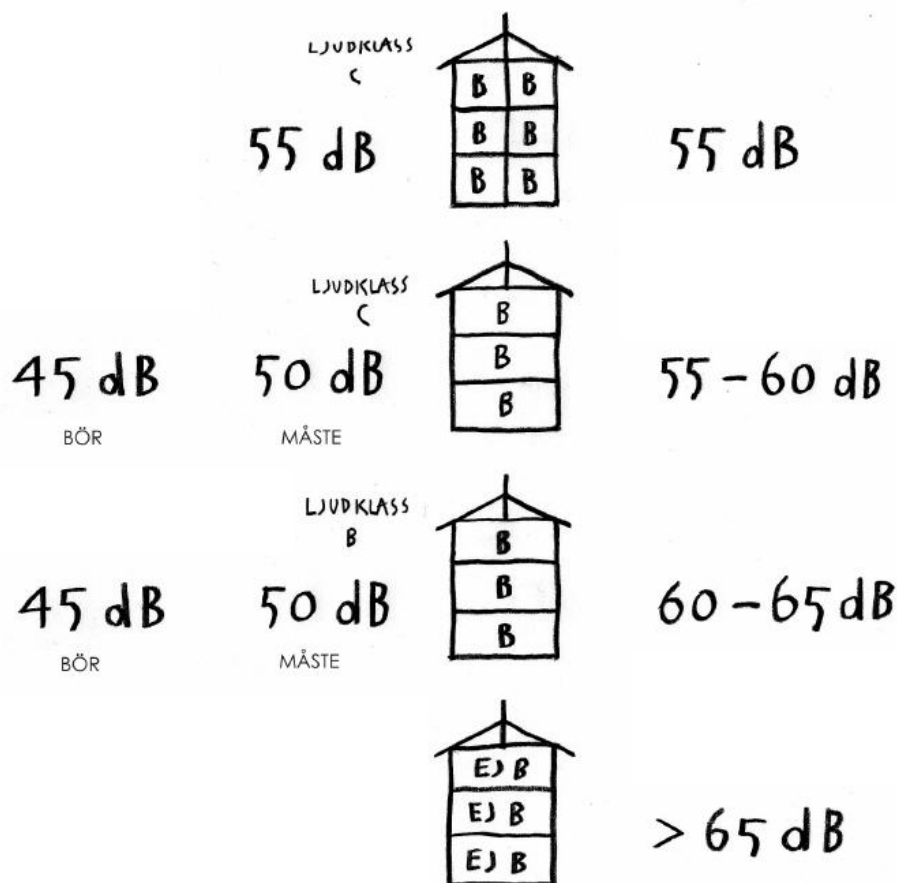 LJUDKLASS
C
B B
55 dB B B 55 dB
B B
LJUDKLASS
C
B
45 dB 50 dB B 55 - 60 dB
B
BÖR MÅSTE
LJUDKLASS
B
B
45 dB 50 dB B 60 - 65 dB
B
BÖR MÅSTE
EJ B
EJ B > 65 dB
EJ B